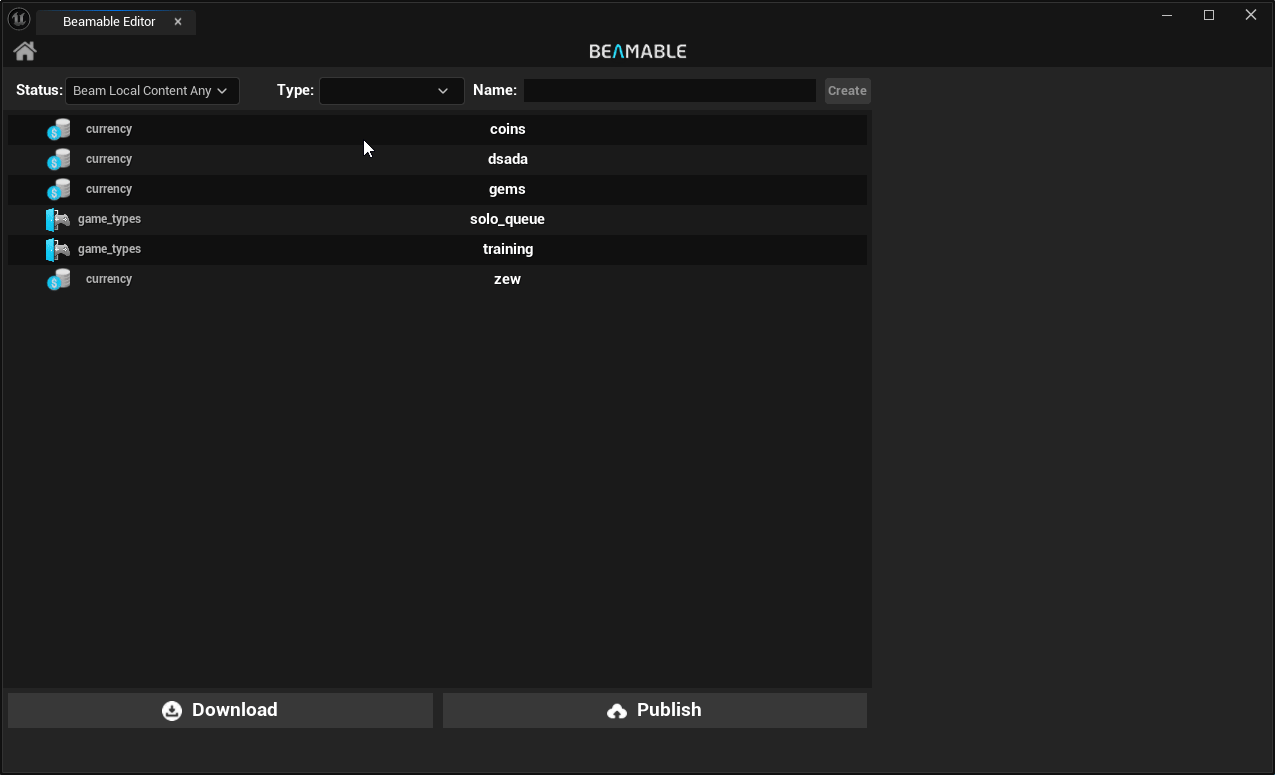 Beamable Editor
BEAMABLE
Status: Beam Local Content Any Type: Name: Create
currency coins
currency dsada
currency gems
game_types solo_queue
game_types training
currency zew
Download Publish